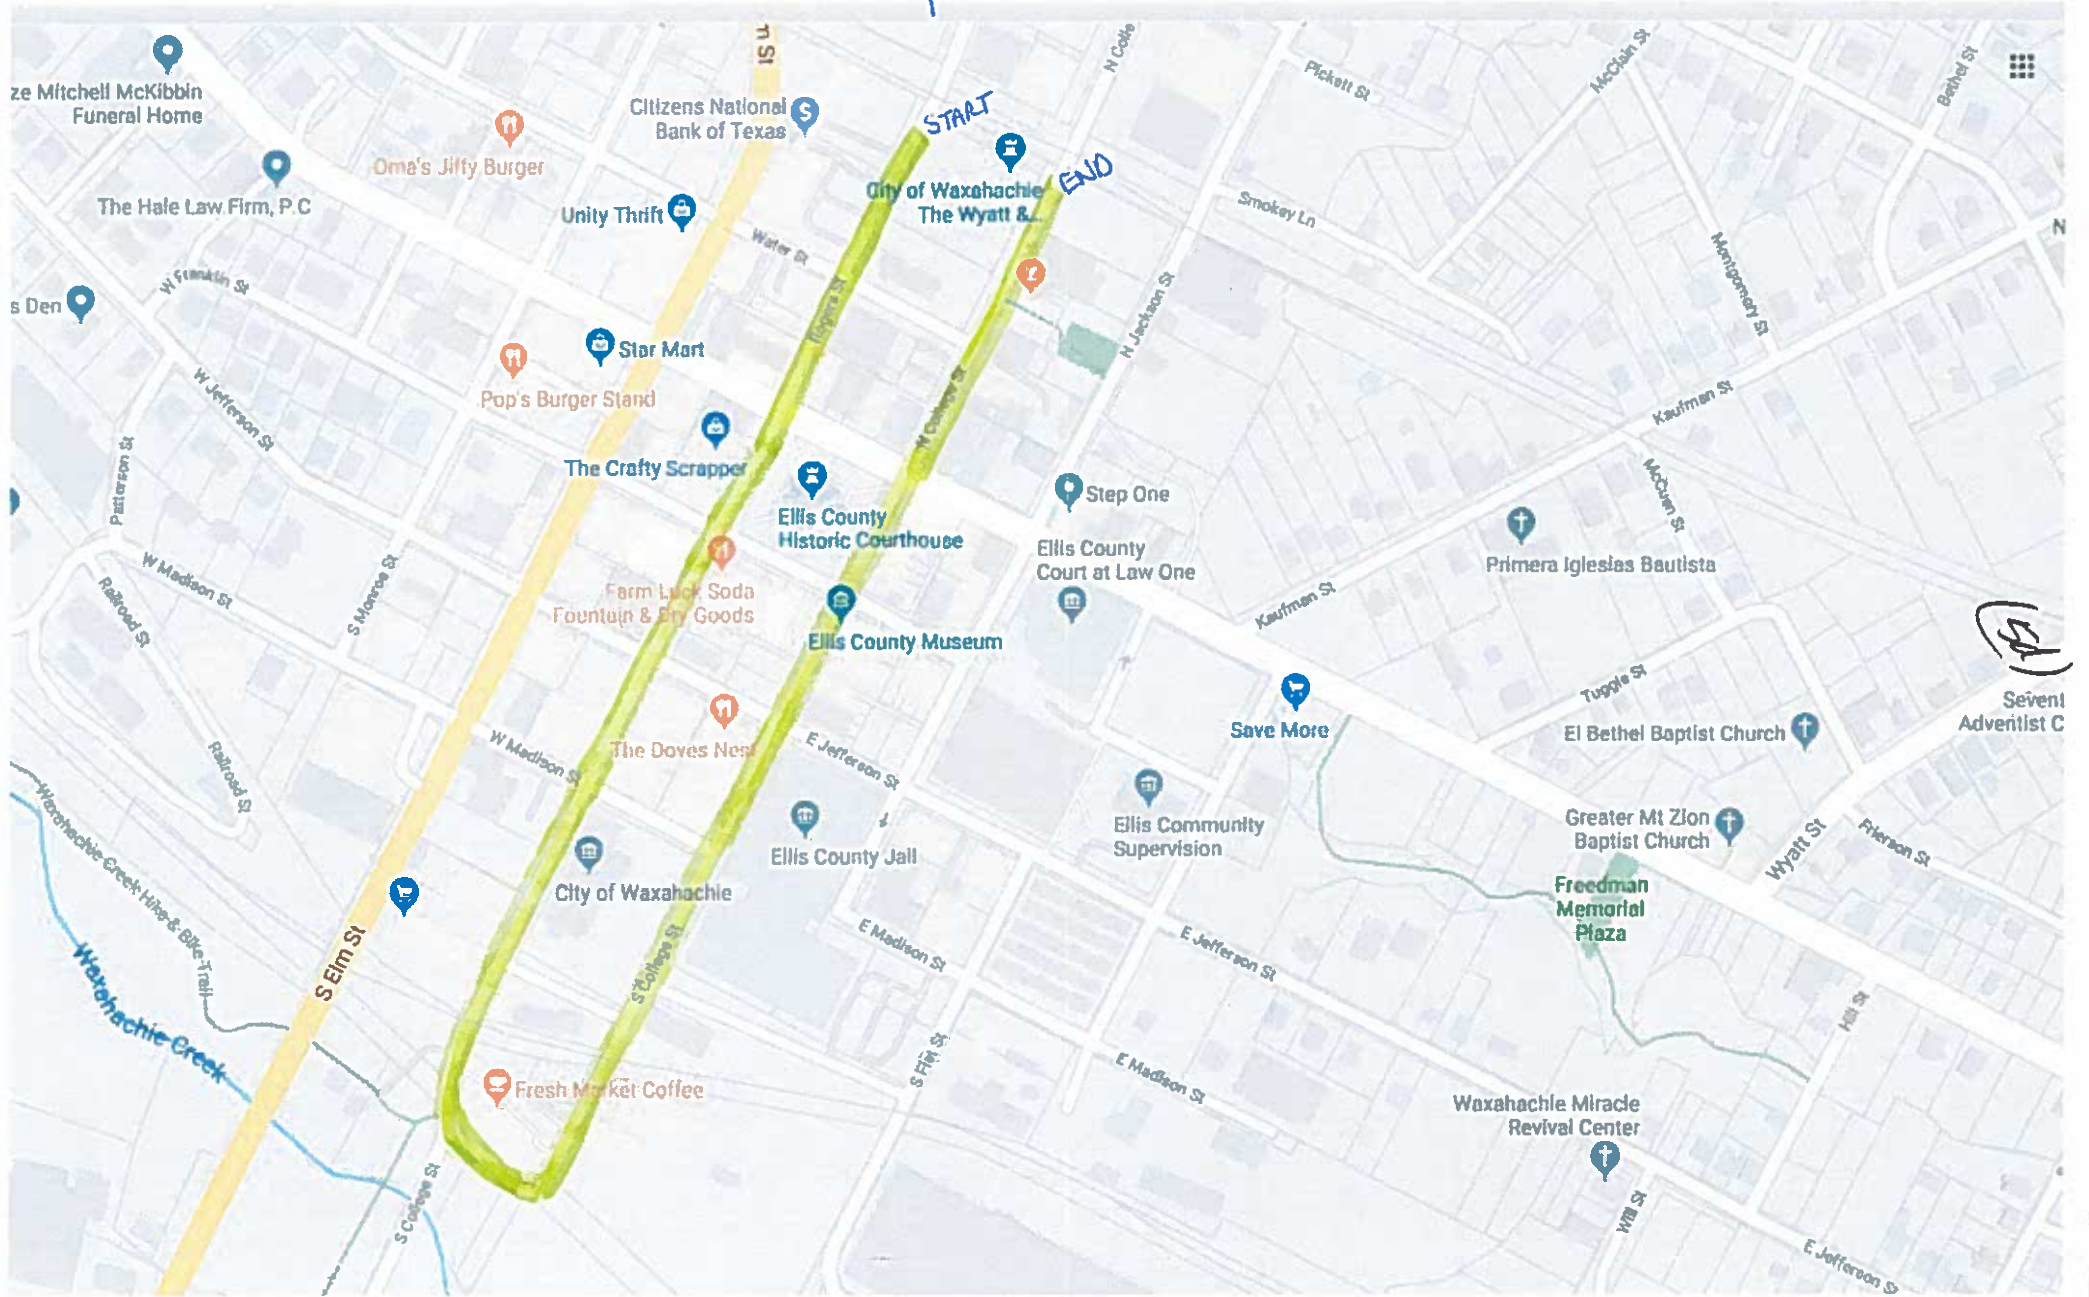 n St
N Colle
Pickett St
McClain St
Bethel St
ze Mitchell McKibbin
Funeral Home
Citizens National
Bank of Texas
START
Oma's Jiffy Burger
END
City of Waxahachie
The Wyatt &...
The Hale Law Firm, P.C
Unity Thrift
Smokey Ln
N
Water St
W Franklin St
Montgomery St
s Den
Rogers St
N Jackson St
Star Mart
Pop's Burger Stand
W Jefferson St
N College St
Kaufman St
The Crafty Scrapper
Patterson St
Step One
McCuen St
Ellis County
Historic Courthouse
Ellis County
Court at Law One
Primera Iglesias Bautista
W Madison St
S Monroe St
Railroad St
Farm Luck Soda
Fountain & Dry Goods
Kaufman St
Ellis County Museum
Tuggle St
Sevent
Adventist C
Save More
El Bethel Baptist Church
W Madison St
The Doves Nest
E Jefferson St
Railroad St
Ellis Community
Supervision
Greater Mt Zion
Baptist Church
Wyatt St
Frierson St
Ellis County Jail
City of Waxahachie
Freedman
Memorial
Plaza
Waxahachie Creek Hike & Bike Trail
S Elm St
S College St
E Madison St
E Jefferson St
Waxahachie Creek
Hill St
S Flat St
Fresh Market Coffee
E Madison St
Waxahachie Miracle
Revival Center
S College St
Will St
E Jefferson St